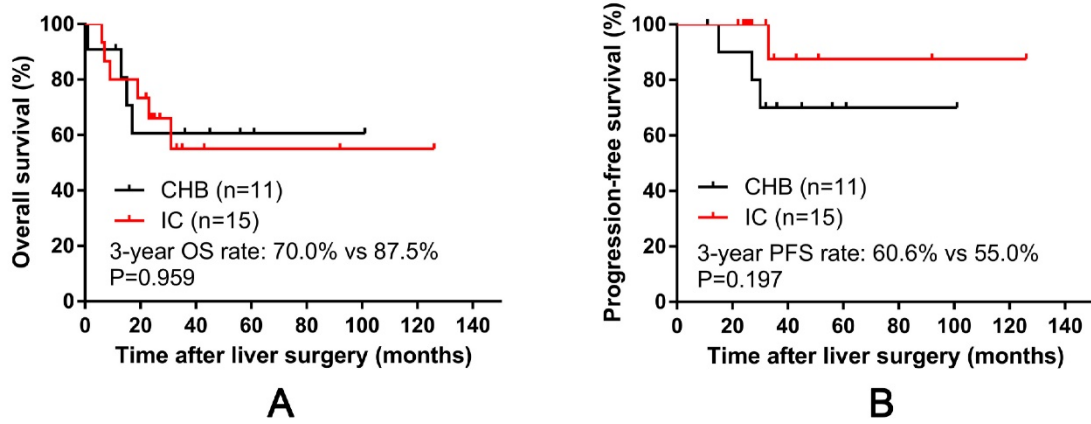 Overall survival (%)
100
80
60
40
20
0
CHB (n=11)
IC (n=15)
3-year OS rate: 70.0% vs 87.5%
P=0.959
0 20 40 60 80 100 120 140
Time after liver surgery (months)
A
Progression-free survival (%)
100
80
60
40
20
0
CHB (n=11)
IC (n=15)
3-year PFS rate: 60.6% vs 55.0%
P=0.197
0 20 40 60 80 100 120 140
Time after liver surgery (months)
B